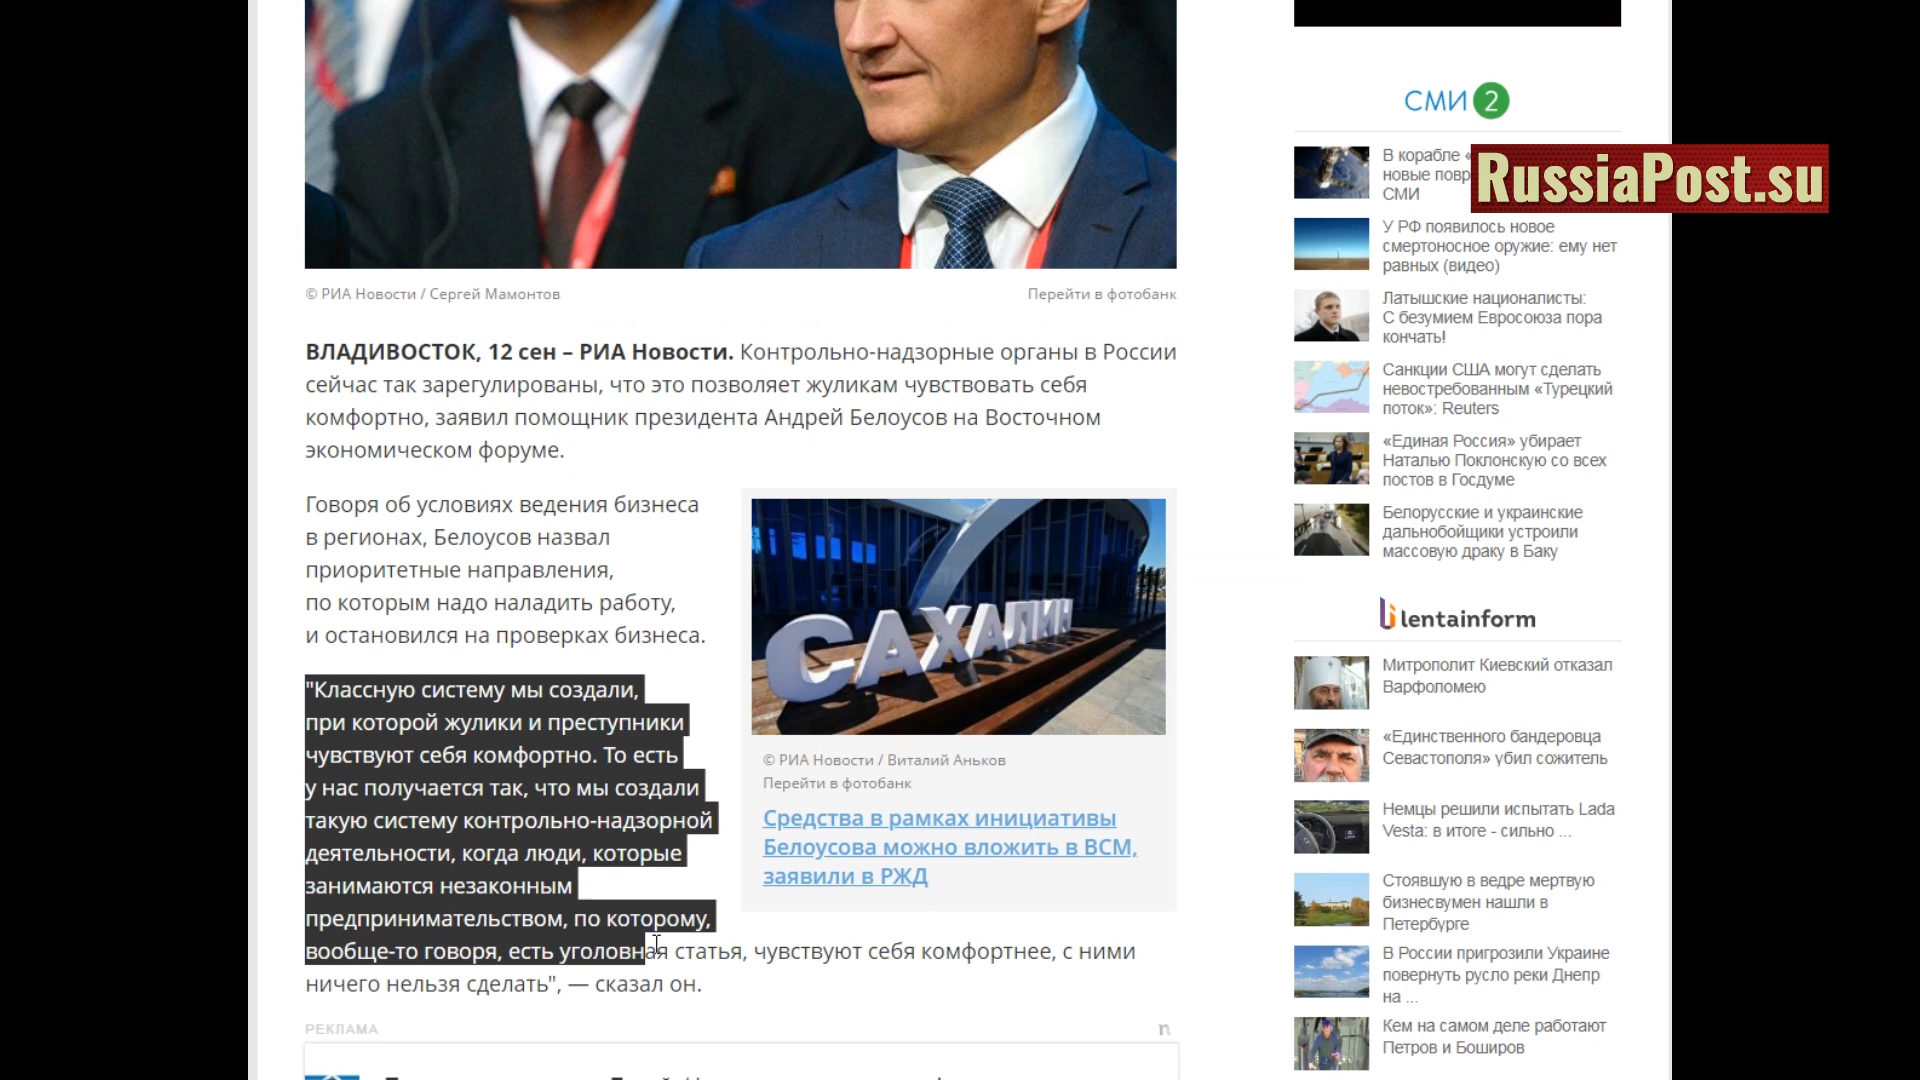 © РИА Новости / Сергей Мамонтов
Перейти в фотобанк
ВЛАДИВОСТОК, 12 сен – РИА Новости. Контрольно-надзорные органы в России
сейчас так зарегулированы, что это позволяет жуликам чувствовать себя
комфортно, заявил помощник президента Андрей Белоусов на Восточном
экономическом форуме.
Говоря об условиях ведения бизнеса
в регионах, Белоусов назвал
приоритетные направления,
по которым надо наладить работу,
и остановился на проверках бизнеса.
"Классную систему мы создали,
при которой жулики и преступники
чувствуют себя комфортно. То есть
у нас получается так, что мы создали
такую систему контрольно-надзорной
деятельности, когда люди, которые
занимаются незаконным
предпринимательством, по которому,
вообще-то говоря, есть уголовная статья, чувствуют себя комфортнее, с ними
ничего нельзя сделать", — сказал он.
САХАЛИН
© РИА Новости / Виталий Аньков
Перейти в фотобанк
Средства в рамках инициативы
Белоусова можно вложить в ВСМ,
заявили в РЖД
РЕКЛАМА
n
СМИ 2
RussiaPost.su
В корабле
новые
СМИ
У РФ появилось новое
смертоносное оружие: ему нет
равных (видео)
Латышские националисты:
С безумием Евросоюза пора
кончать!
Санкции США могут сделать
невостребованным «Турецкий
поток»: Reuters
«Единая Россия» убирает
Наталью Поклонскую со всех
постов в Госдуме
Белорусские и украинские
дальнобойщики устроили
массовую драку в Баку
lentainform
Митрополит Киевский отказал
Варфоломею
«Единственного бандеровца
Севастополя» убил сожитель
Немцы решили испытать Lada
Vesta: в итоге - сильно ...
Стоявшую в ведре мертвую
бизнесвумен нашли в
Петербурге
В России пригрозили Украине
повернуть русло реки Днепр
на ...
Кем на самом деле работают
Петров и Боширов